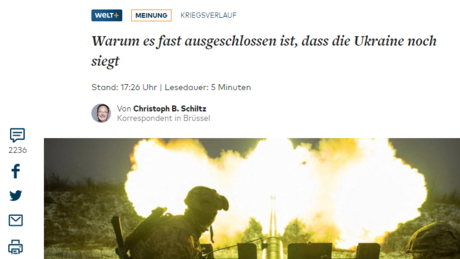 WELT+ MEINUNG KRIEGSVERLAUF
Warum es fast ausgeschlossen ist, dass die Ukraine noch
siegt
Stand: 17:26 Uhr | Lesedauer: 5 Minuten
Von Christoph B. Schiltz
Korrespondent in Brüssel
2236